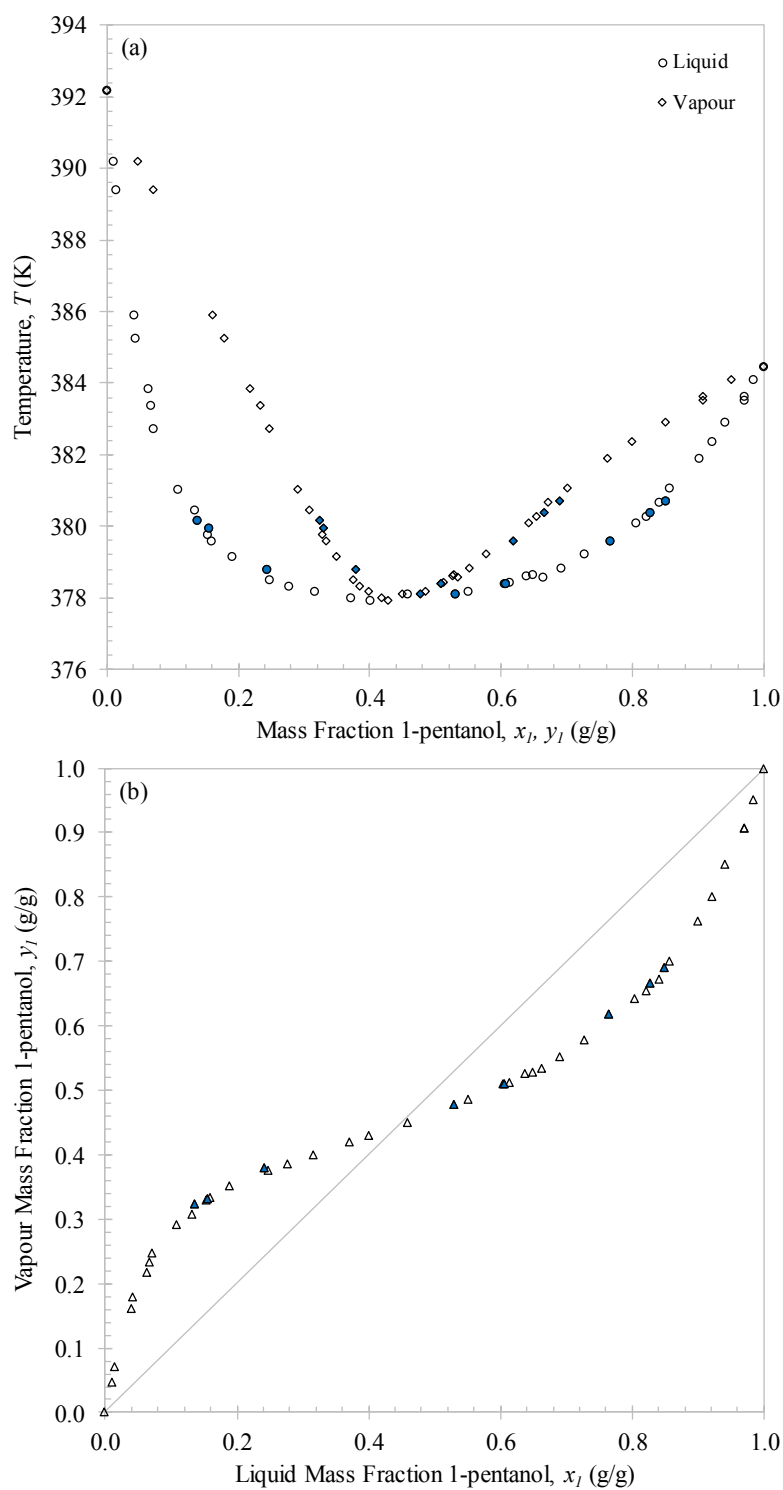 (a)
Liquid
Vapour
394
392
390
388
386
384
382
380
378
376
Temperature, T (K)
0.0 0.2 0.4 0.6 0.8 1.0
Mass Fraction 1-pentanol, x1, y1 (g/g)
(b)
1.0
0.9
0.8
0.7
0.6
0.5
0.4
0.3
0.2
0.1
0.0
Vapour Mass Fraction 1-pentanol, y1 (g/g)
0.0 0.2 0.4 0.6 0.8 1.0
Liquid Mass Fraction 1-pentanol, x1 (g/g)